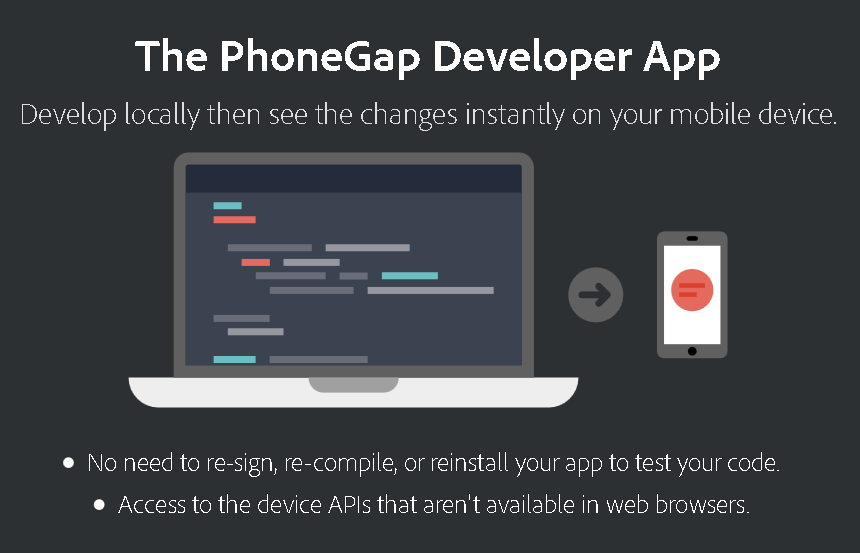 The PhoneGap Developer App
Develop locally then see the changes instantly on your mobile device.
• No need to re-sign, re-compile, or reinstall your app to test your code.
• Access to the device APIs that aren't available in web browsers.